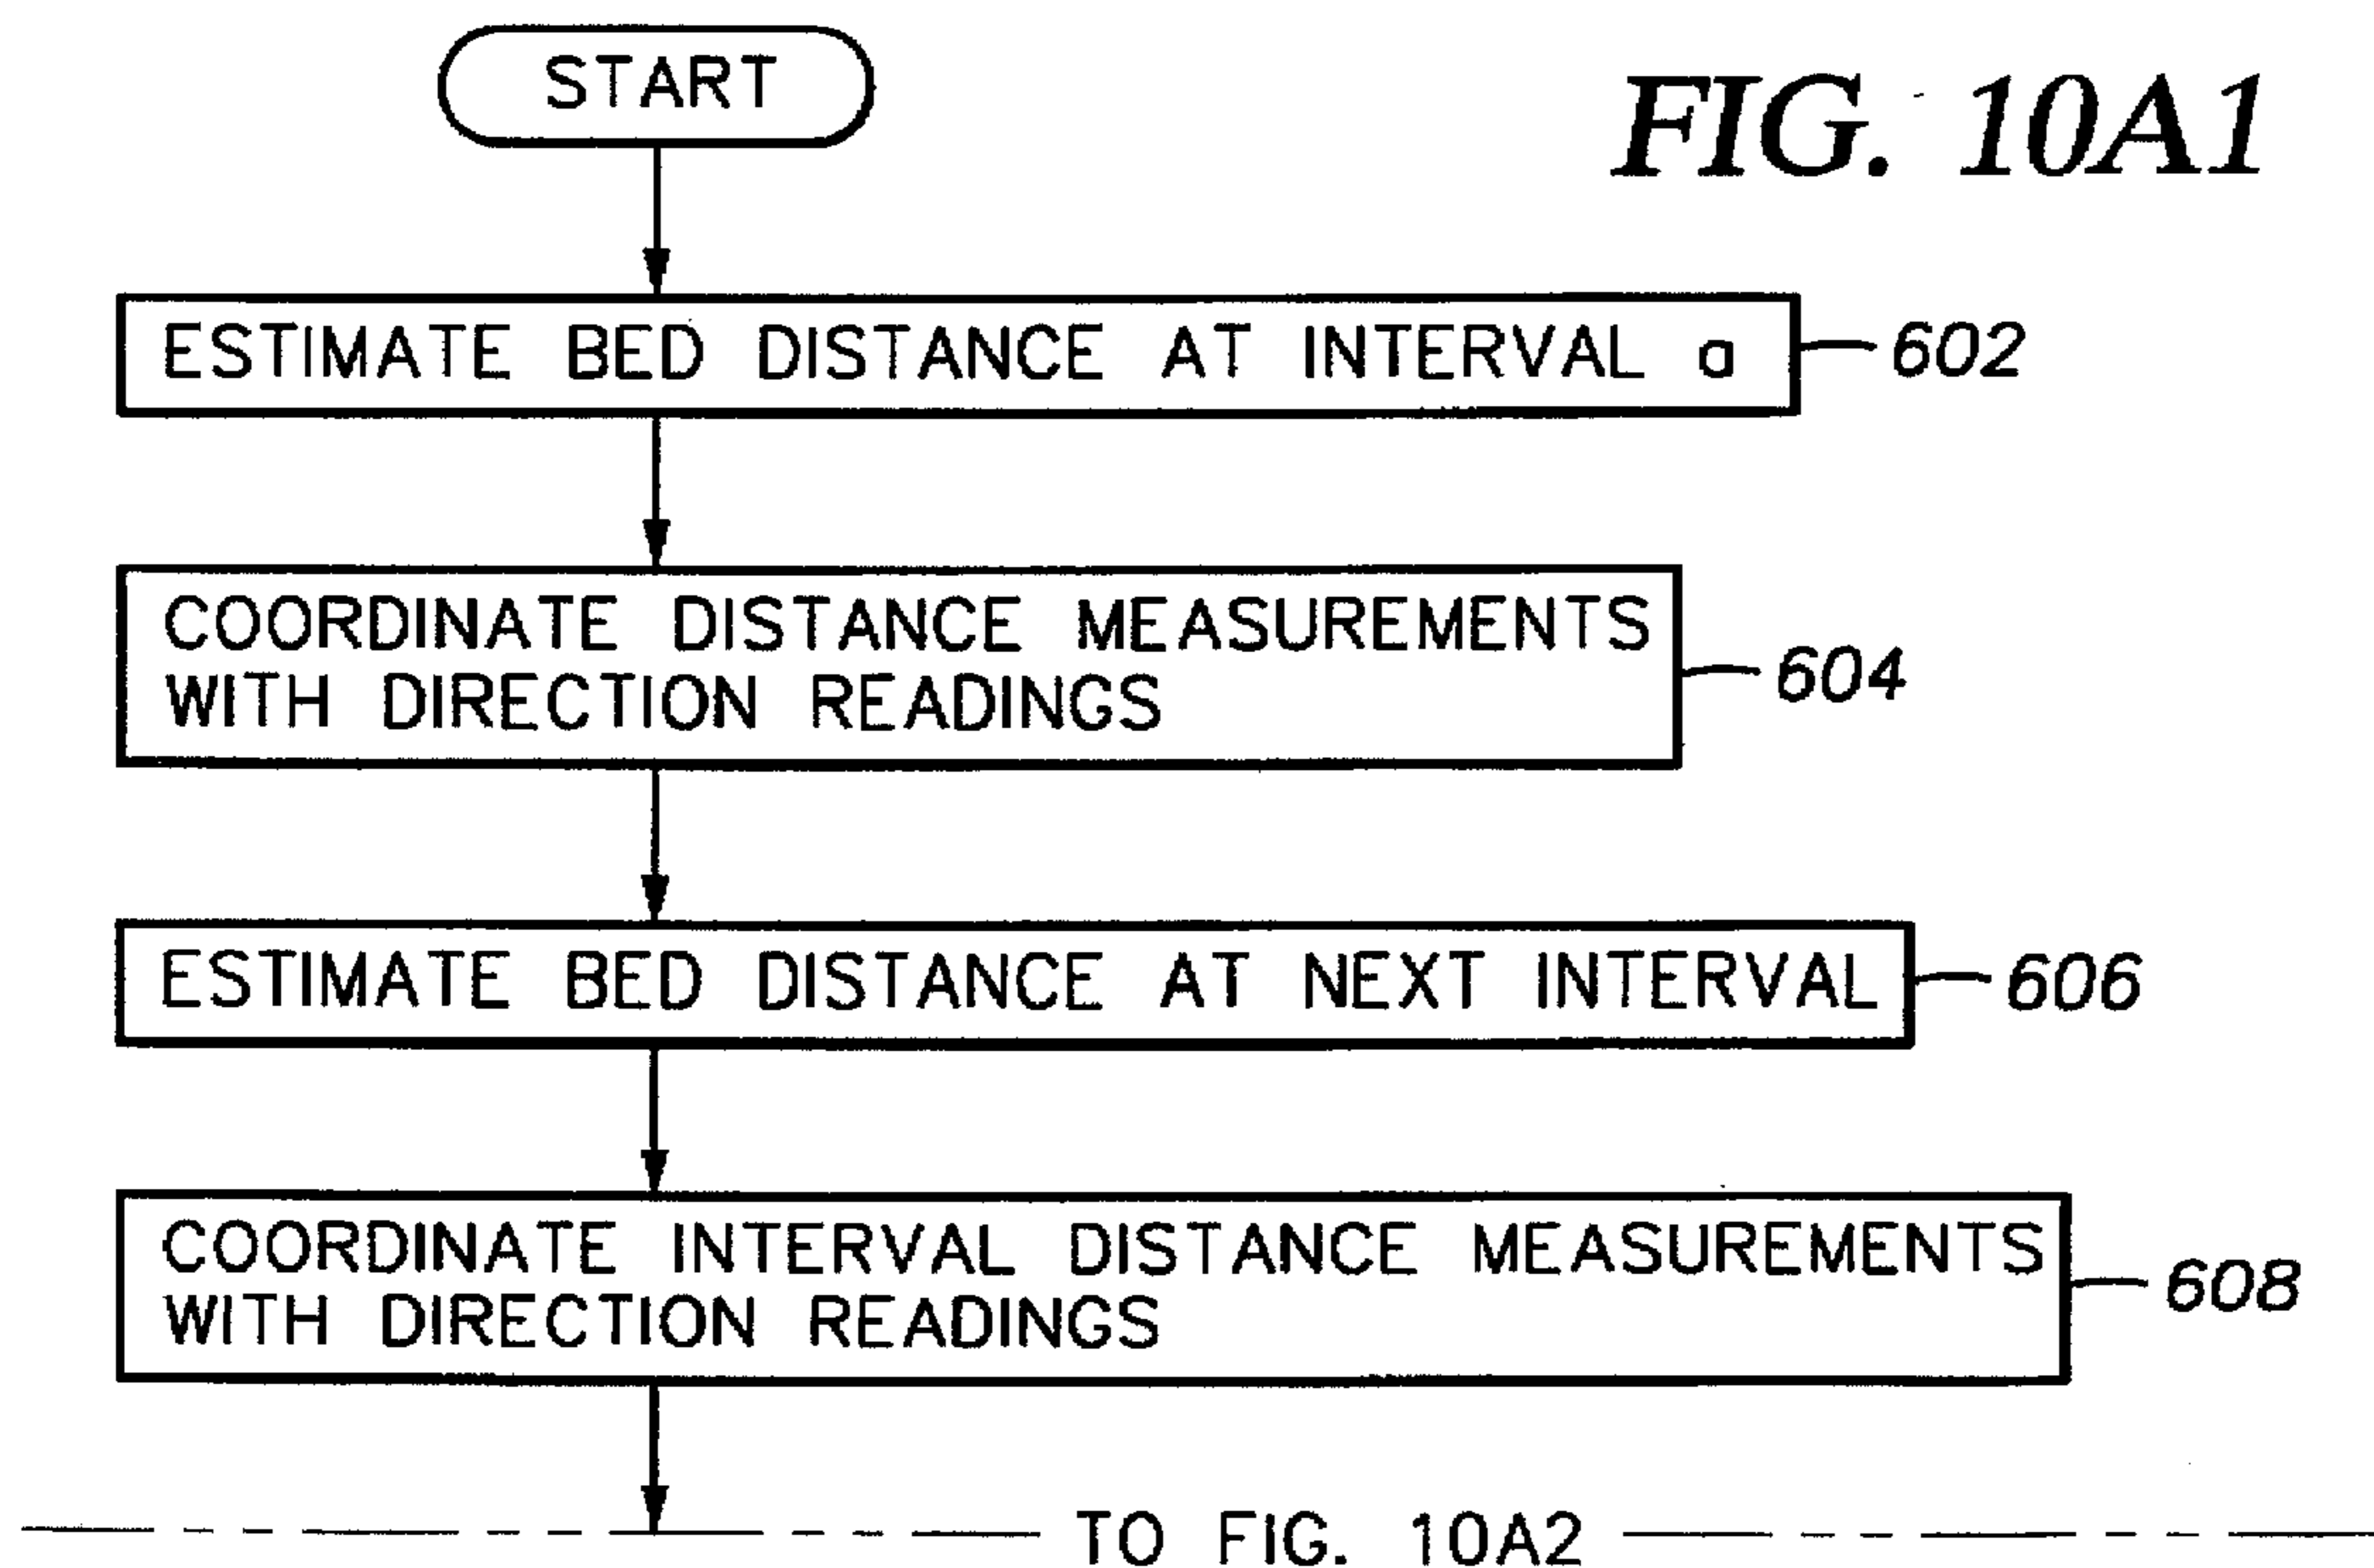 START
FIG. 10A1
ESTIMATE BED DISTANCE AT INTERVAL a
602
COORDINATE DISTANCE MEASUREMENTS
WITH DIRECTION READINGS
604
ESTIMATE BED DISTANCE AT NEXT INTERVAL
606
COORDINATE INTERVAL DISTANCE MEASUREMENTS
WITH DIRECTION READINGS
608
TO FIG. 10A2